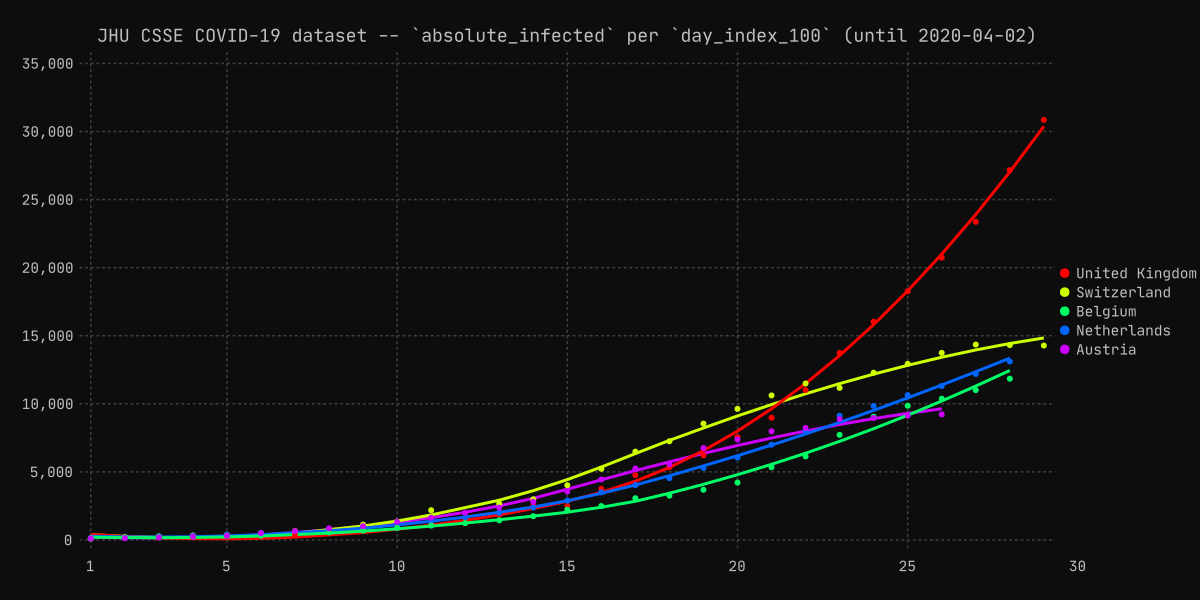 JHU CSSE COVID-19 dataset -- `absolute_infected` per `day_index_100` (until 2020-04-02)
35,000
30,000
25,000
20,000
15,000
10,000
5,000
0
1 5 10 15 20 25 30
United Kingdom
Switzerland
Belgium
Netherlands
Austria